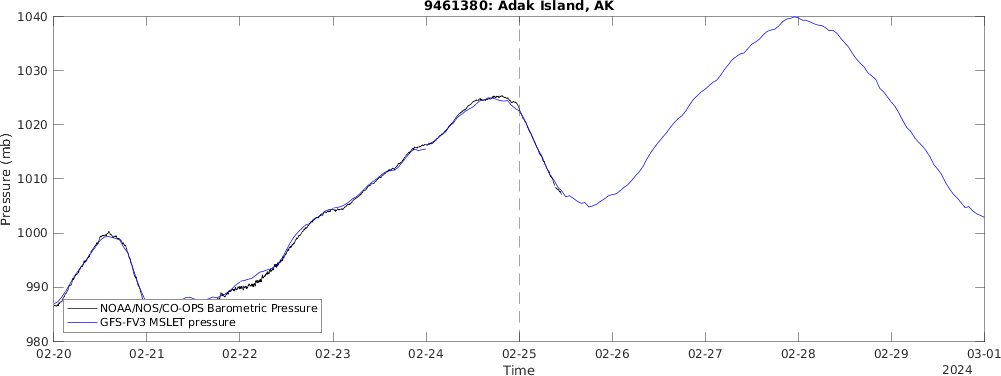 9461380: Adak Island, AK
1040
1030
1020
1010
1000
990
980
Pressure (mb)
NOAA/NOS/CO-OPS Barometric Pressure
GFS-FV3 MSLET pressure
02-20 02-21 02-22 02-23 02-24 02-25 02-26 02-27 02-28 02-29 03-01
Time
2024